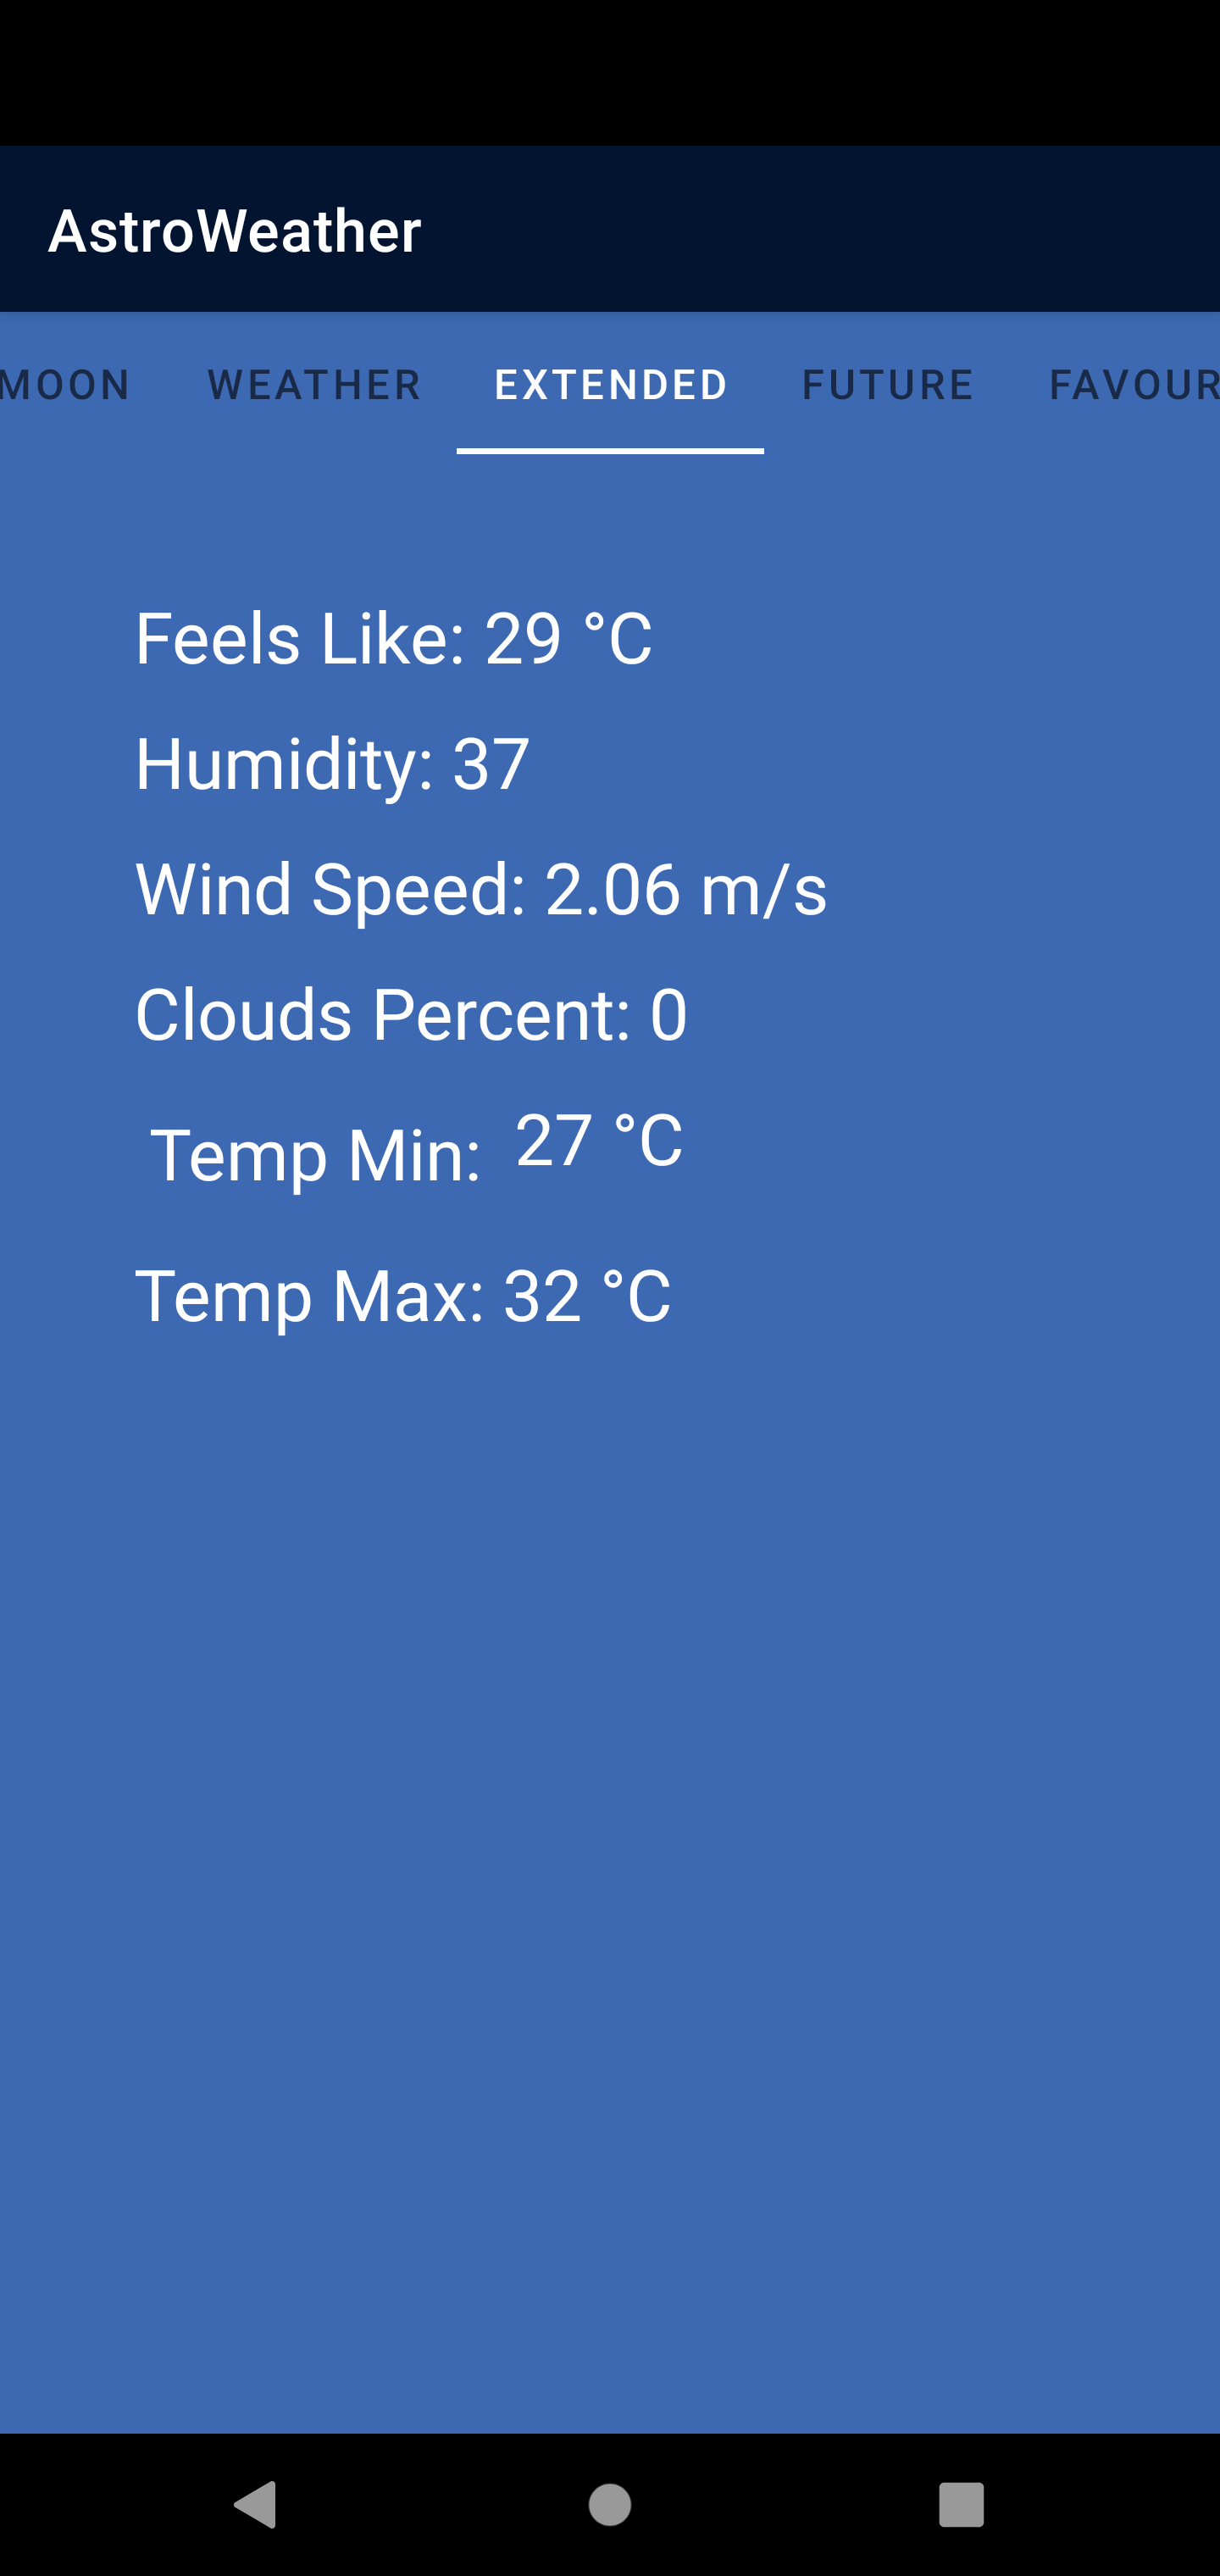 AstroWeather
MOON WEATHER EXTENDED FUTURE FAVOUR
Feels Like: 29 °C
Humidity: 37
Wind Speed: 2.06 m/s
Clouds Percent: 0
Temp Min: 27 °C
Temp Max: 32 °C